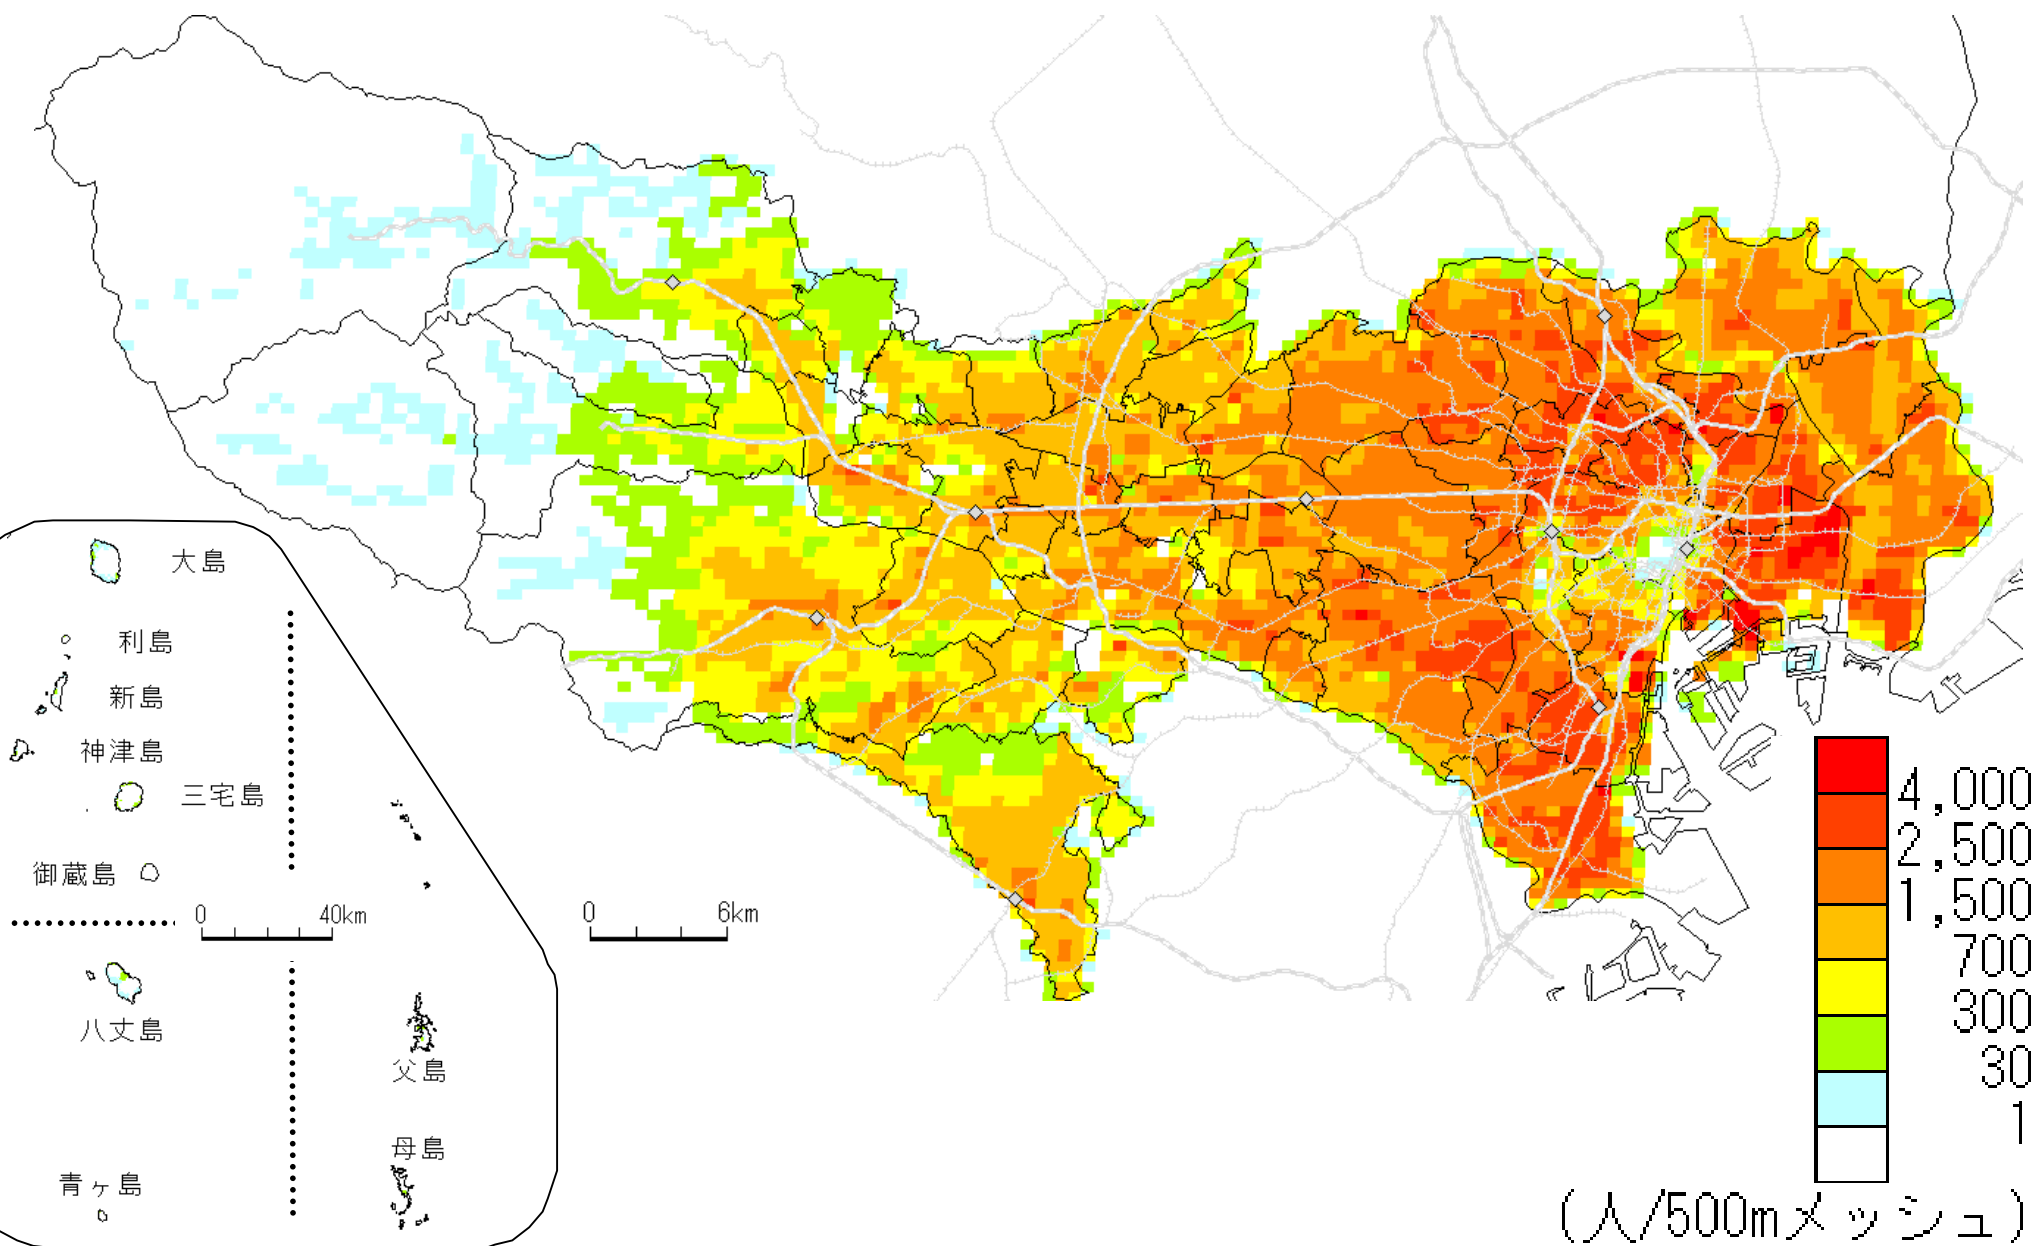 大島
利島
新島
神津島
三宅島
御蔵島
0 40km
0 6km
八丈島
父島
母島
青ヶ島
4,000
2,500
1,500
700
300
30
1
(人/500mメッシュ)